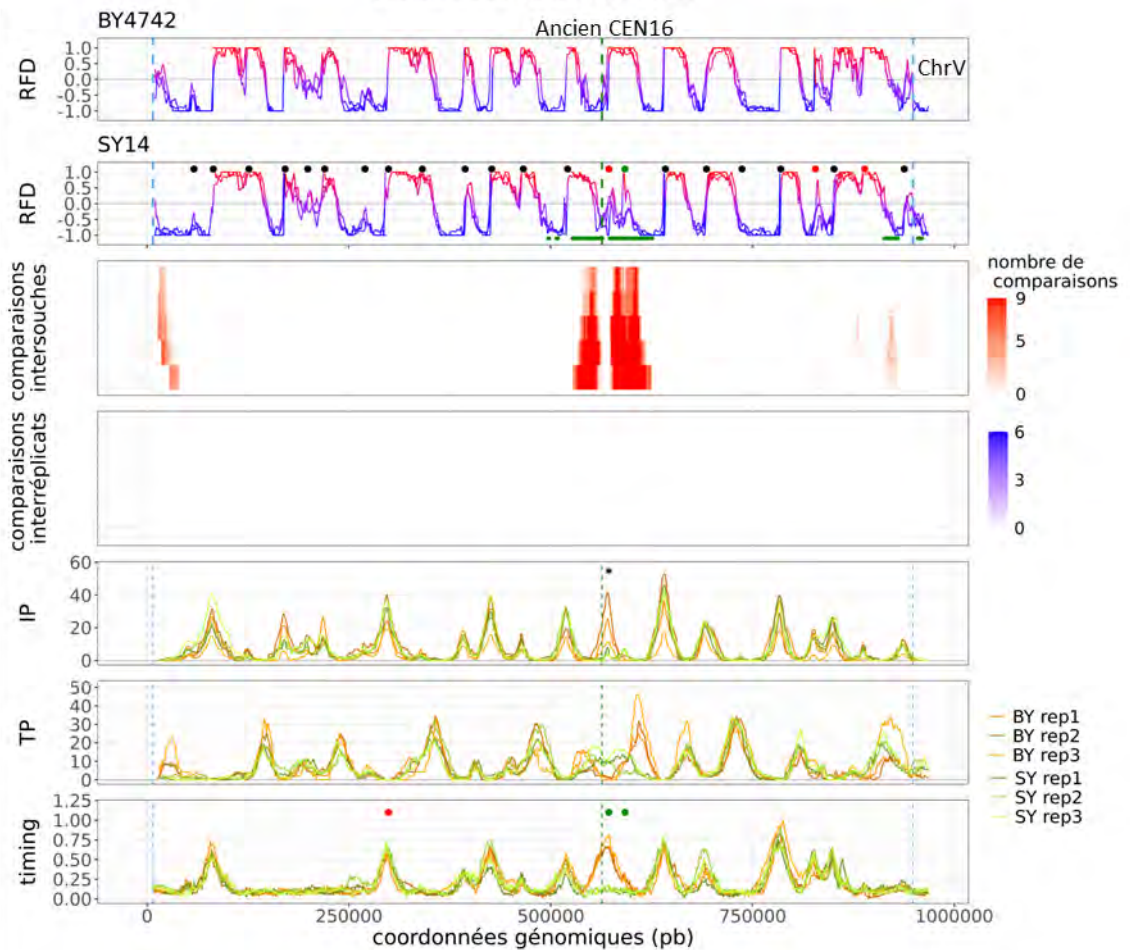 BY4742
Ancien CEN16
ChrV
RFD
1.0
0.5
0.0
-0.5
-1.0
SY14
RFD
1.0
0.5
0.0
-0.5
-1.0
comparaisons
intersouches
nombre de
comparaisons
9
5
0
comparaisons
interréplicats
6
3
0
IP
60
40
20
0
TP
50
40
30
20
10
0
BY rep1
BY rep2
BY rep3
SY rep1
SY rep2
SY rep3
timing
1.25
1.00
0.75
0.50
0.25
0.00
0 250000 500000 750000 1000000
coordonnées génomiques (pb)